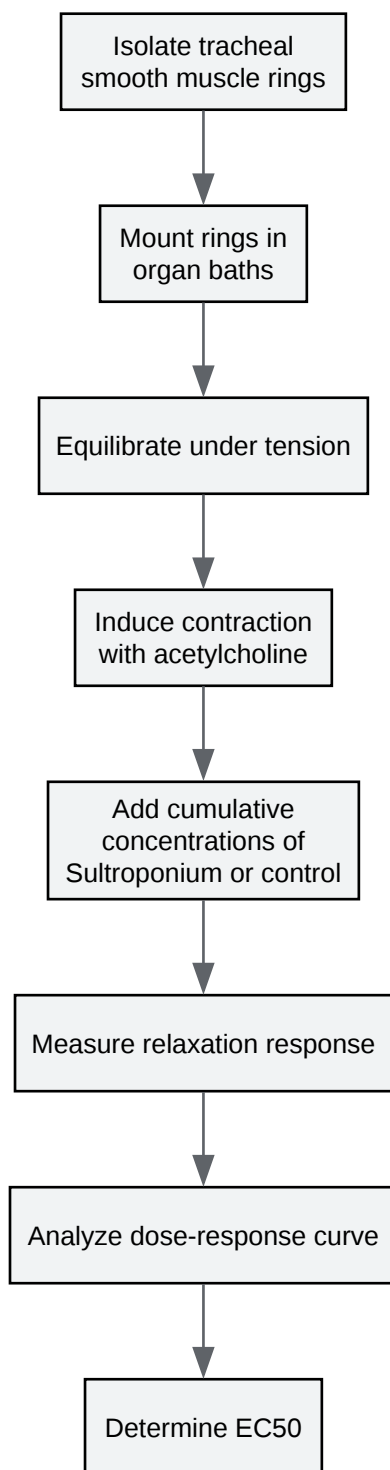 Isolate tracheal
smooth muscle rings
Mount rings in
organ baths
Equilibrate under tension
Induce contraction
with acetylcholine
Add cumulative
concentrations of
Sultroponium or control
Measure relaxation response
Analyze dose-response curve
Determine EC50